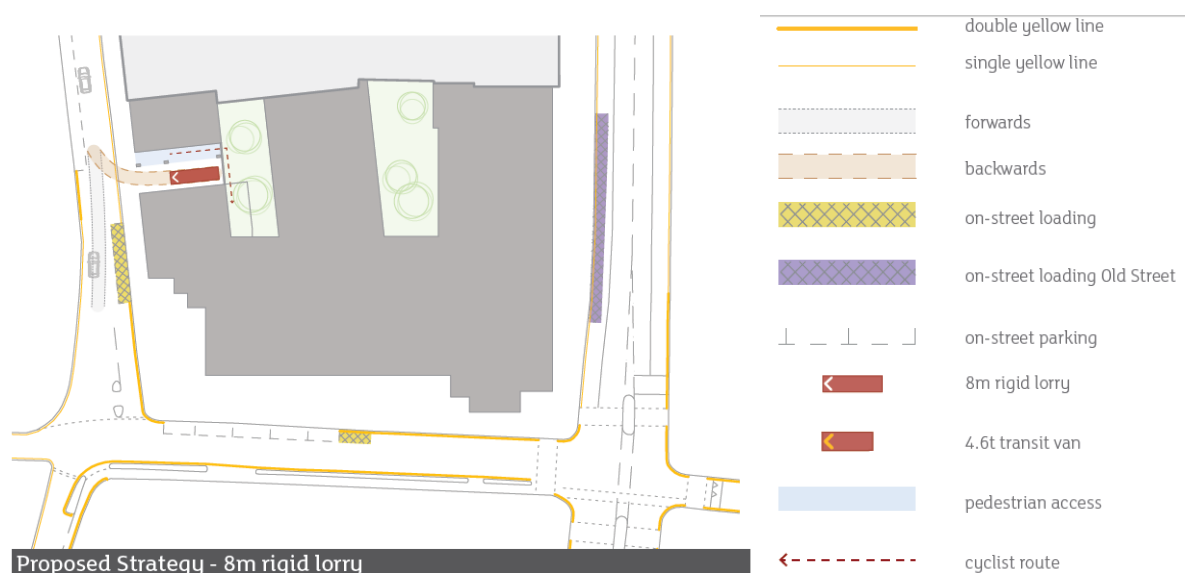 double yellow line
single yellow line
forwards
backwards
on-street loading
on-street loading Old Street
on-street parking
8m rigid lorry
4.6t transit van
pedestrian access
cyclist route
Proposed Strategy - 8m rigid lorry